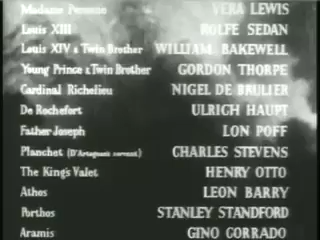 Madame Peronne VERA LEWIS
Louis XIII ROLFE SEDAN
Louis XIV & Twin Brother WILLIAM BAKEWELL
Young Prince & Twin Brother GORDON THORPE
Cardinal Richelieu NIGEL DE BRULIER
De Rochefort ULRICH HAUPT
Father Joseph LON POFF
Planchet (D'Artagnan's servant) CHARLES STEVENS
The King's Valet HENRY OTTO
Athos LEON BARRY
Porthos STANLEY STANDFORD
Aramis GINO CORRADO